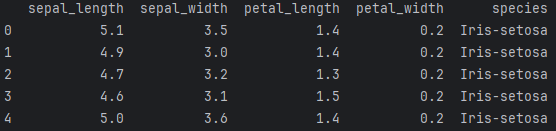 sepal_length sepal_width petal_length petal_width species
0 5.1 3.5 1.4 0.2 Iris-setosa
1 4.9 3.0 1.4 0.2 Iris-setosa
2 4.7 3.2 1.3 0.2 Iris-setosa
3 4.6 3.1 1.5 0.2 Iris-setosa
4 5.0 3.6 1.4 0.2 Iris-setosa